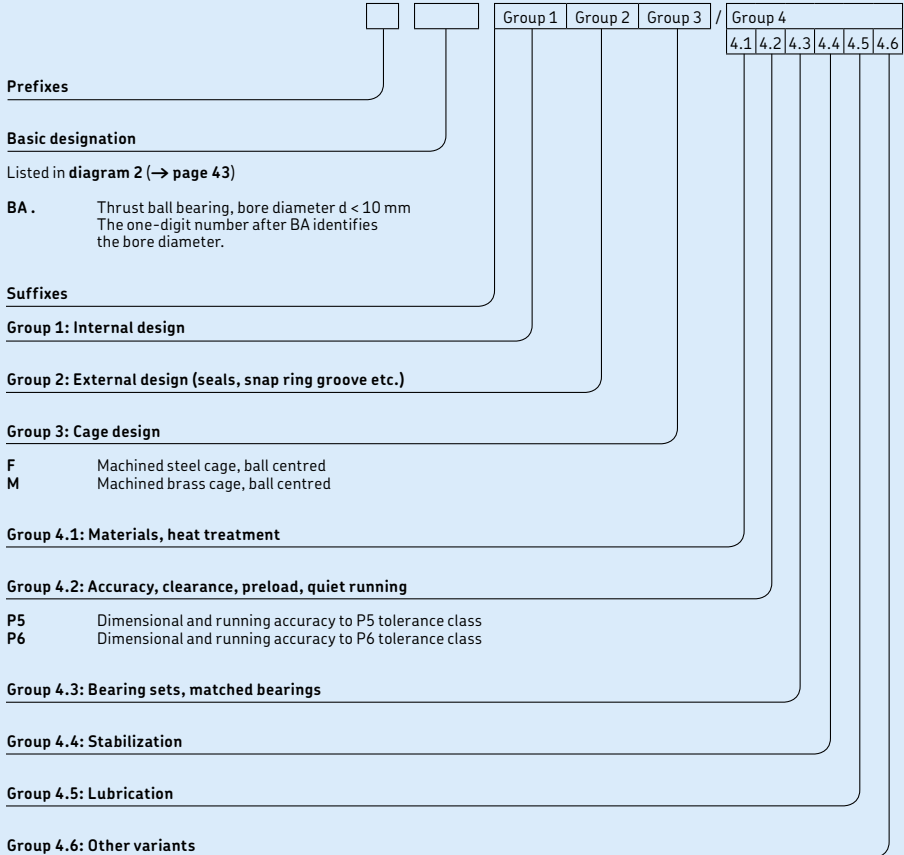 Group 1 Group 2 Group 3 / Group 4
4.1 4.2 4.3 4.4 4.5 4.6
Prefixes
Basic designation
Listed in diagram 2 (→ page 43)
BA . Thrust ball bearing, bore diameter d < 10 mm
The one-digit number after BA identifies
the bore diameter.
Suffixes
Group 1: Internal design
Group 2: External design (seals, snap ring groove etc.)
Group 3: Cage design
F Machined steel cage, ball centred
M Machined brass cage, ball centred
Group 4.1: Materials, heat treatment
Group 4.2: Accuracy, clearance, preload, quiet running
P5 Dimensional and running accuracy to P5 tolerance class
P6 Dimensional and running accuracy to P6 tolerance class
Group 4.3: Bearing sets, matched bearings
Group 4.4: Stabilization
Group 4.5: Lubrication
Group 4.6: Other variants